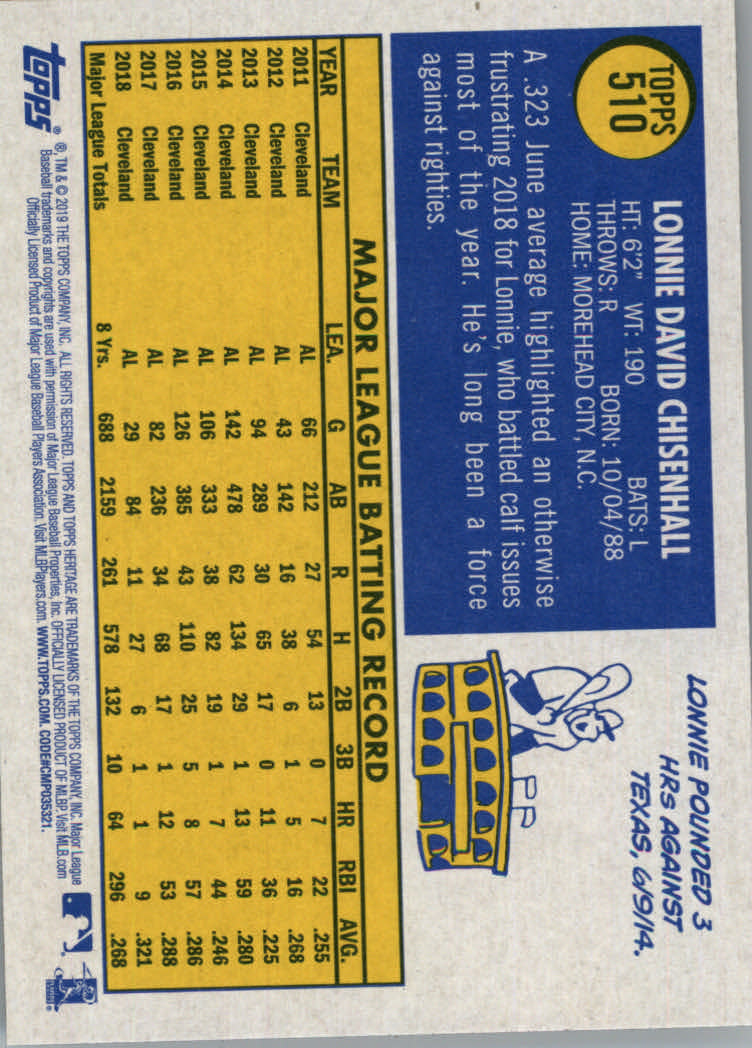 TOPPS
510
LONNIE DAVID CHISENHALL
HT: 6'2" WT: 190 BATS: L
THROWS: R BORN: 10/04/88
HOME: MOREHEAD CITY, N.C.
A .323 June average highlighted an otherwise
frustrating 2018 for Lonnie, who battled calf issues
most of the year. He's long been a force
against righties.
LONNIE POUNDED 3
HRs AGAINST
TEXAS, 6/9/14.
MAJOR LEAGUE BATTING RECORD
YEAR TEAM LEA. G AB R H 2B 3B HR RBI AVG.
2011 Cleveland AL 66 212 27 54 13 0 7 22 .255
2012 Cleveland AL 43 142 16 38 6 1 5 16 .268
2013 Cleveland AL 94 289 30 65 17 0 11 36 .225
2014 Cleveland AL 142 478 62 134 29 1 13 59 .280
2015 Cleveland AL 106 333 38 82 19 1 7 44 .246
2016 Cleveland AL 126 385 43 110 25 5 8 57 .286
2017 Cleveland AL 82 236 34 68 17 1 12 53 .288
2018 Cleveland AL 29 84 11 27 6 1 1 9 .321
Major League Totals 8 Yrs. 688 2159 261 578 132 10 64 296 .268
topps®
®, TM & © 2019 THE TOPPS COMPANY, INC. ALL RIGHTS RESERVED. TOPPS AND TOPPS HERITAGE ARE TRADEMARKS OF THE TOPPS COMPANY, INC. Major League
Baseball trademarks and copyrights are used with permission of Major League Baseball Properties, Inc. OFFICIALLY LICENSED PRODUCT OF MLBP. Visit MLB.com
Officially Licensed Product of Major League Baseball Players Association. Visit MLBPlayers.com. WWW.TOPPS.COM. CODE#CMP035321.